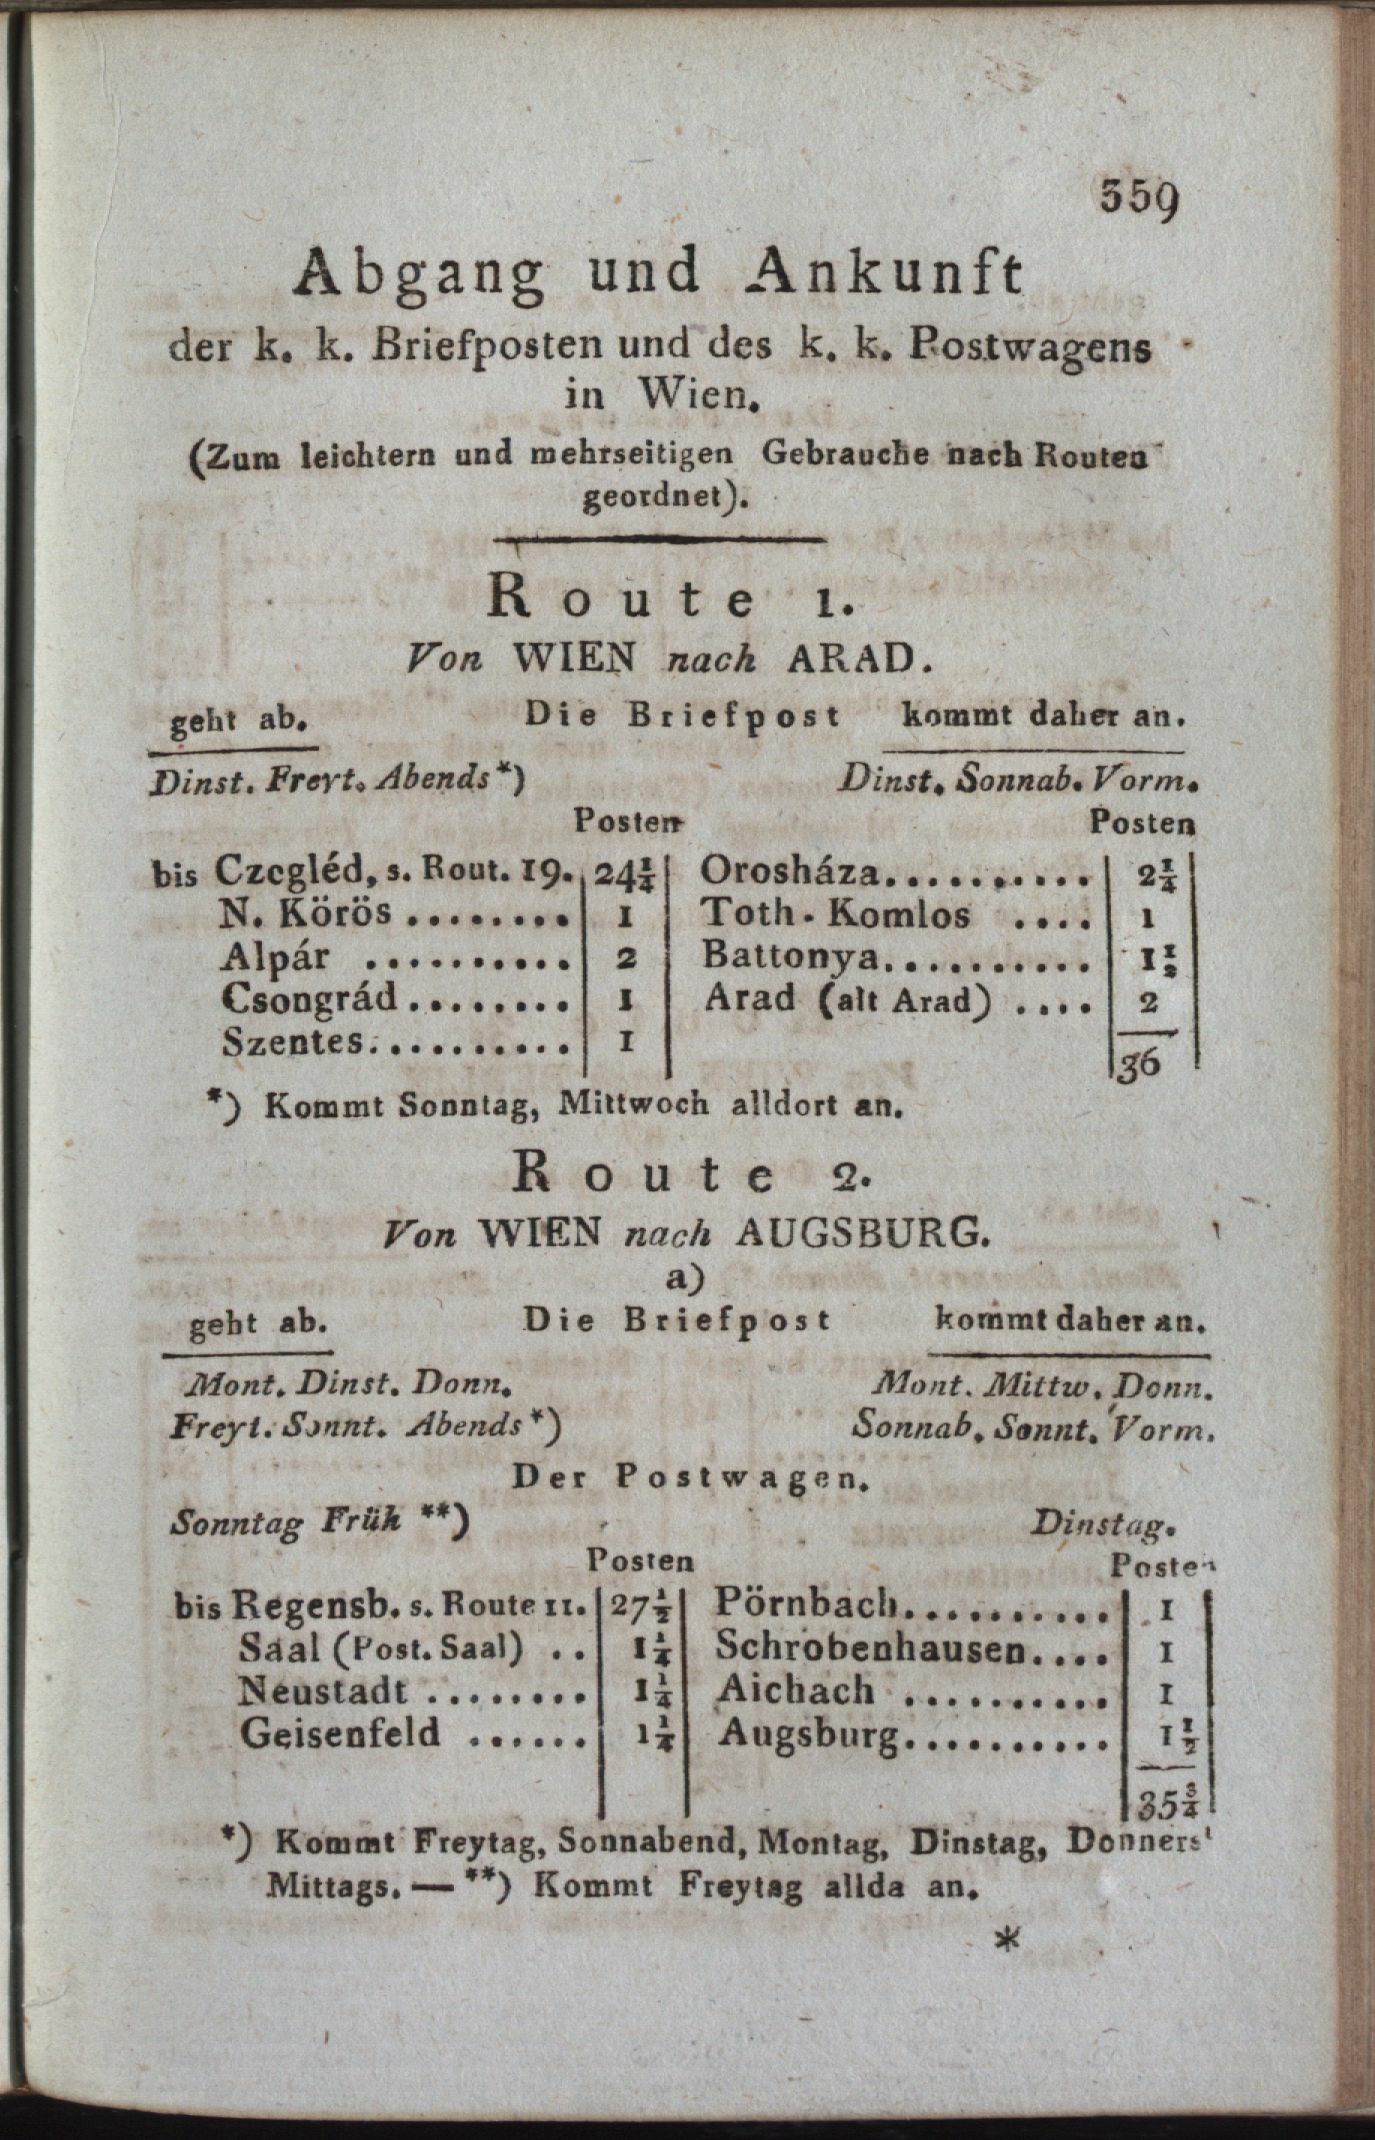 359
Abgang und Ankunft
der k. k. Briefposten und des k. k. Postwagens
in Wien.
(Zum leichtern und mehrseitigen Gebrauche nach Routen
geordnet).
Route 1.
Von WIEN nach ARAD.
geht ab. Die Briefpost kommt daher an.
Dinst. Freyt. Abends *) Dinst. Sonnab. Vorm.
Posten Posten
bis Czegléd, s. Rout. 19. 24¼ Orosháza........... 2¼
N. Körös ........ 1 Toth-Komlos .... 1
Alpár .......... 2 Battonya.......... 1½
Csongrád ........ 1 Arad (alt Arad) .... 2
Szentes.......... 1
36
*) Kommt Sonntag, Mittwoch alldort an.
Route 2.
Von WIEN nach AUGSBURG.
a)
geht ab. Die Briefpost kommt daher an.
Mont. Dinst. Donn. Mont. Mittw. Donn.
Freyt. Sonnt. Abends *) Sonnab. Sonnt. Vorm.
Der Postwagen.
Sonntag Früh **) Dinstag.
Posten Posten
bis Regensb. s. Route 11. 27½ Pörnbach.......... 1
Saal (Post. Saal) .. 1¼ Schrobenhausen.... 1
Neustadt ........ 1¼ Aichach .......... 1
Geisenfeld ...... 1¼ Augsburg.......... 1½
35¾
*) Kommt Freytag, Sonnabend, Montag, Dinstag, Donnerst
Mittags. — **) Kommt Freytag allda an.
*